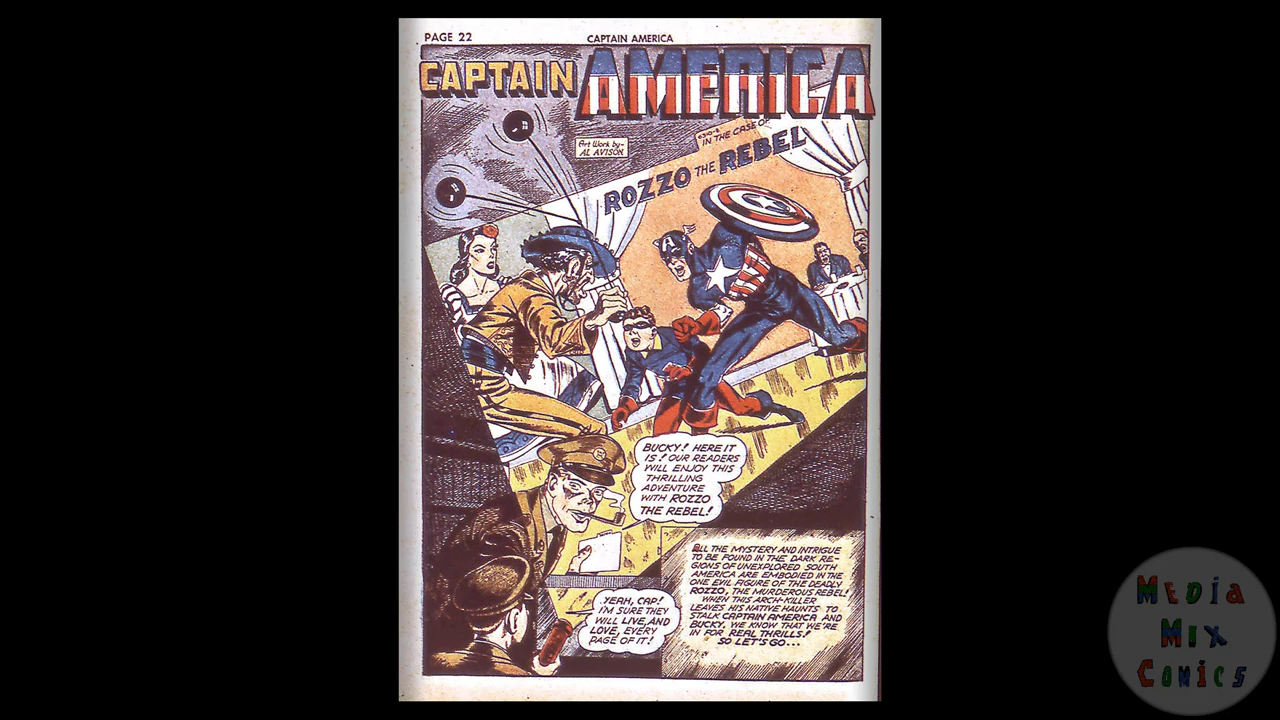 PAGE 22
CAPTAIN AMERICA
CAPTAIN AMERICA
Art Work by-
AL AVISON
IN THE CASE OF
ROZZO THE REBEL
BUCKY! HERE IT
IS! OUR READERS
WILL ENJOY THIS
THRILLING
ADVENTURE
WITH ROZZO
THE REBEL!
YEAH, CAP!
I'M SURE THEY
WILL LIVE, AND
LOVE, EVERY
PAGE OF IT!
ALL THE MYSTERY AND INTRIGUE
TO BE FOUND IN THE DARK RE-
GIONS OF UNEXPLORED SOUTH
AMERICA ARE EMBODIED IN THE
ONE EVIL FIGURE OF THE DEADLY
ROZZO, THE MURDEROUS REBEL!
WHEN THIS ARCH-KILLER
LEAVES HIS NATIVE HAUNTS TO
STALK CAPTAIN AMERICA AND
BUCKY, WE KNOW THAT WE'RE
IN FOR REAL THRILLS!
SO LET'S GO...
MEDiA
MiX
COMiCS